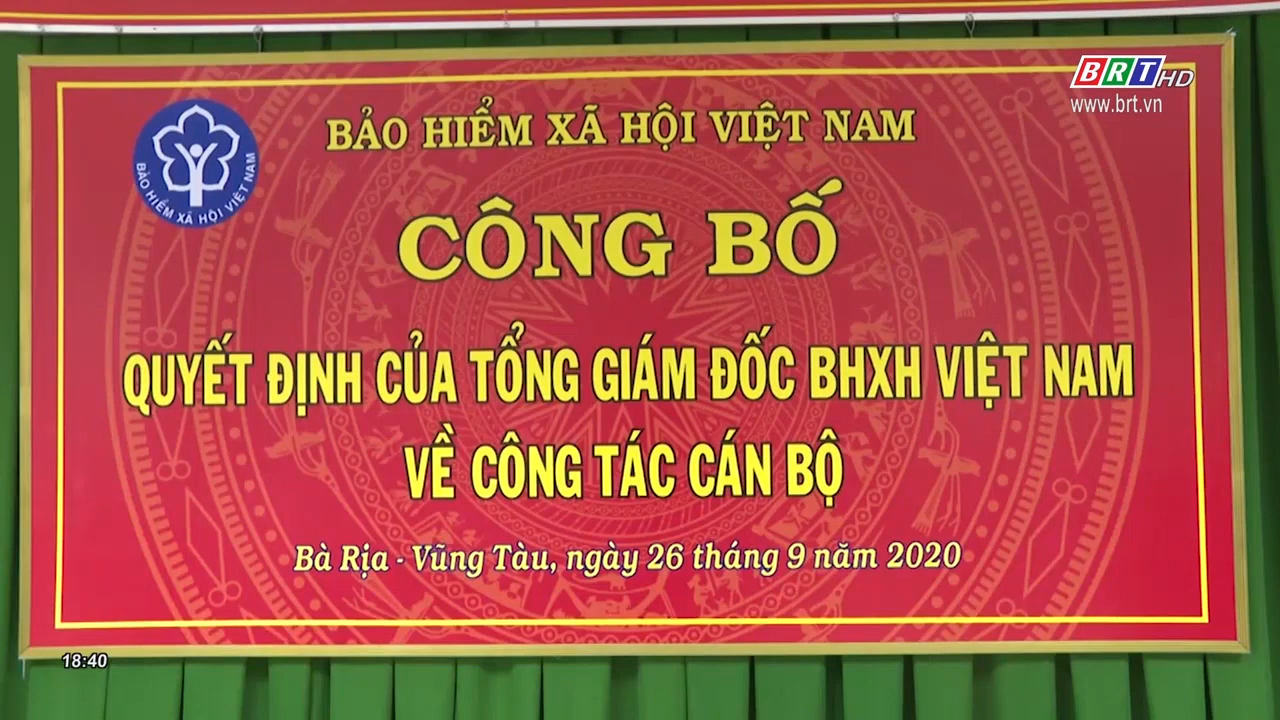 BRT HD
www.brt.vn
BẢO HIỂM XÃ HỘI VIỆT NAM
BẢO HIỂM XÃ HỘI VIỆT NAM
CÔNG BỐ
QUYẾT ĐỊNH CỦA TỔNG GIÁM ĐỐC BHXH VIỆT NAM
VỀ CÔNG TÁC CÁN BỘ
Bà Rịa - Vũng Tàu, ngày 26 tháng 9 năm 2020
18:40